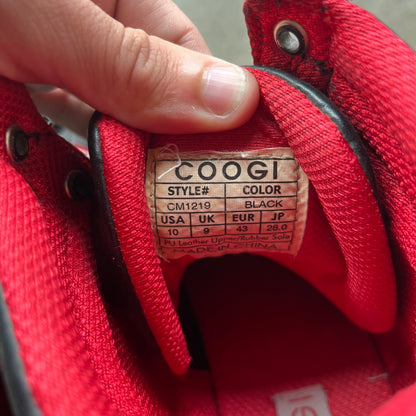 COOGI
STYLE# COLOR
CM1219 BLACK
USA UK EUR JP
10 9 43 28.0
PU Leather Upper/Rubber Sole
MADE IN CHINA